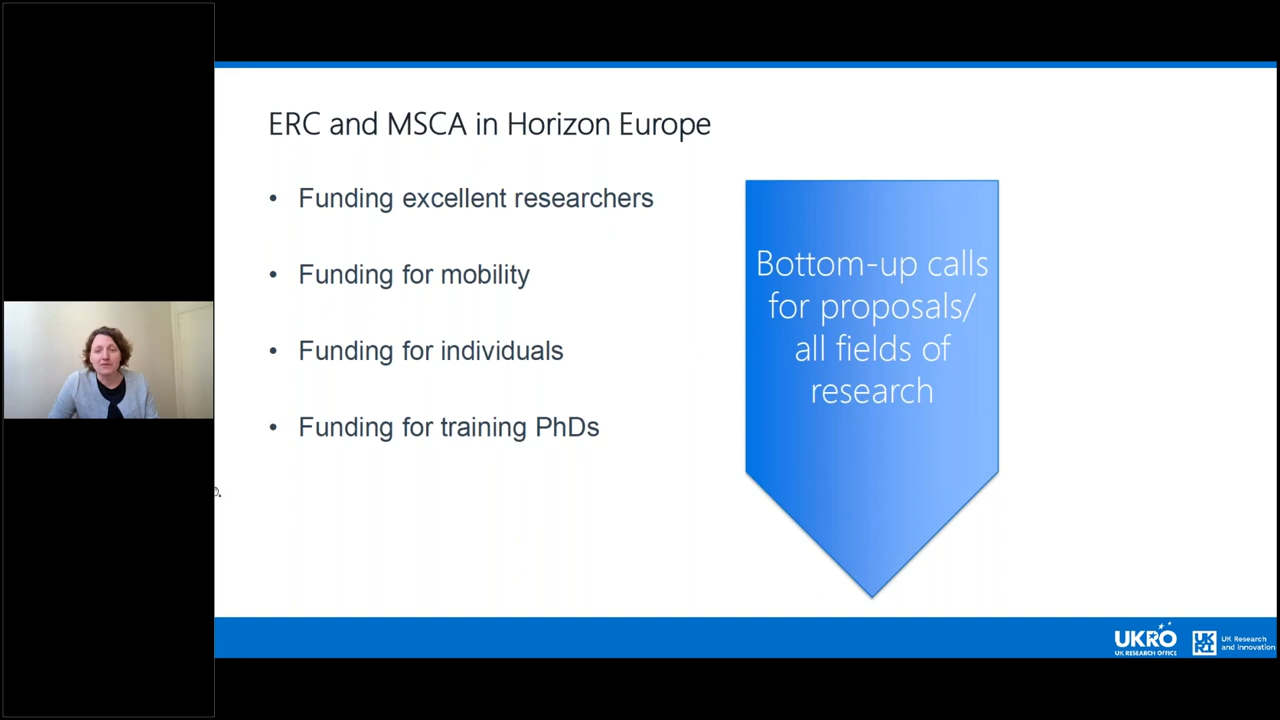 ERC and MSCA in Horizon Europe
• Funding excellent researchers
• Funding for mobility
• Funding for individuals
• Funding for training PhDs
Bottom-up calls
for proposals/
all fields of
research
UKRO
UK RESEARCH OFFICE
UKRI
UK Research
and Innovation